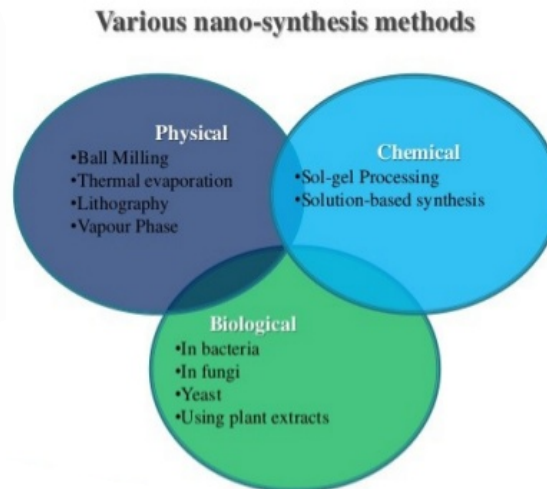 Various nano-synthesis methods
Physical
•Ball Milling
•Thermal evaporation
•Lithography
•Vapour Phase
Chemical
•Sol-gel Processing
•Solution-based synthesis
Biological
•In bacteria
•In fungi
•Yeast
•Using plant extracts